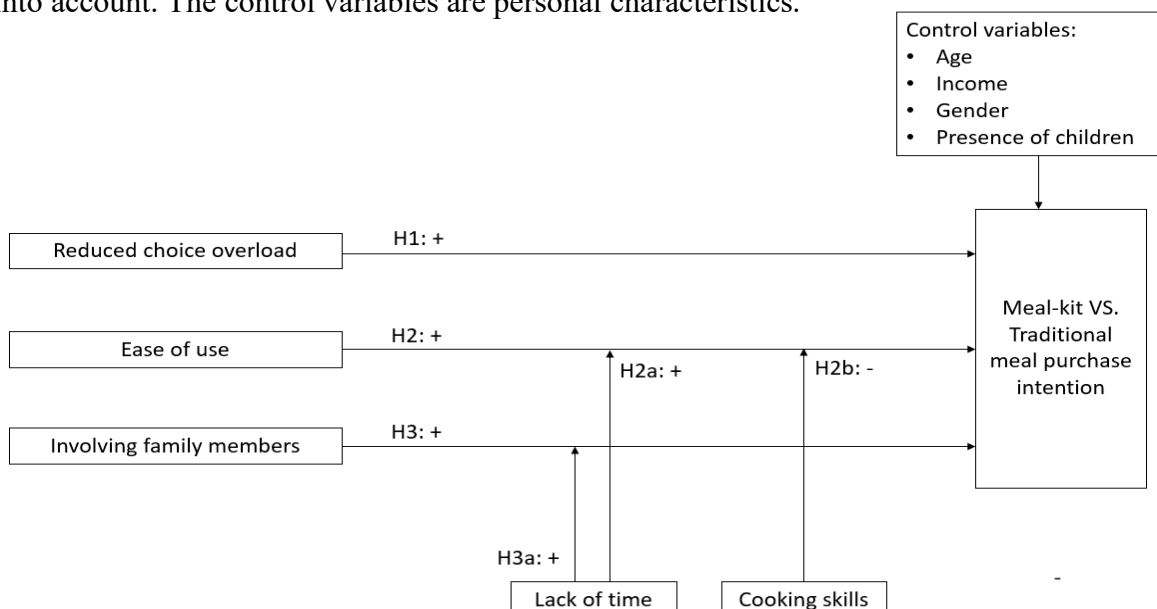 into account. The control variables are personal characteristics.
Control variables:
• Age
• Income
• Gender
• Presence of children
Reduced choice overload
H1: +
Ease of use
H2: +
H2a: +
H2b: -
Meal-kit VS.
Traditional
meal purchase
intention
Involving family members
H3: +
H3a: +
Lack of time
Cooking skills
-